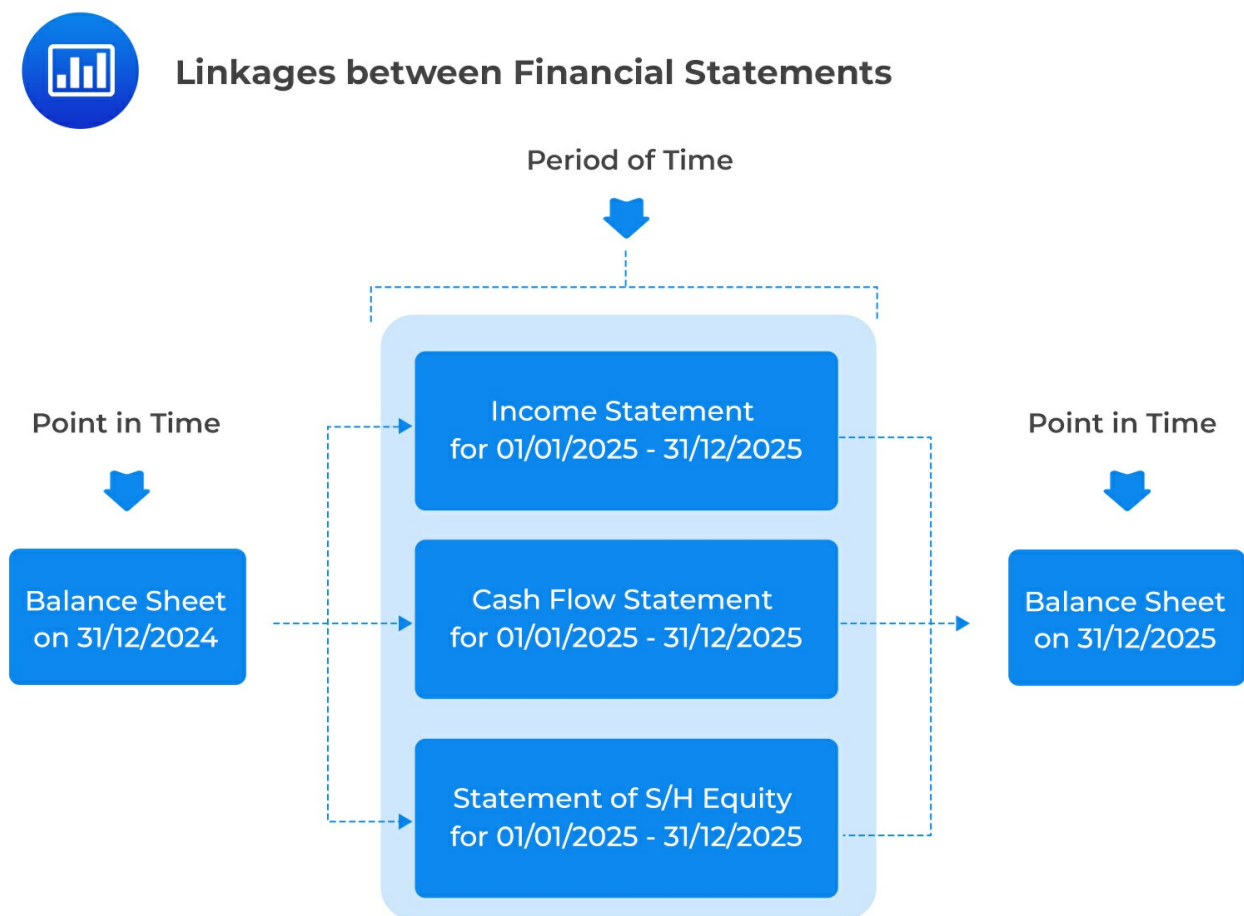 Linkages between Financial Statements
Period of Time
Point in Time
Balance Sheet
on 31/12/2024
Income Statement
for 01/01/2025 - 31/12/2025
Cash Flow Statement
for 01/01/2025 - 31/12/2025
Statement of S/H Equity
for 01/01/2025 - 31/12/2025
Point in Time
Balance Sheet
on 31/12/2025